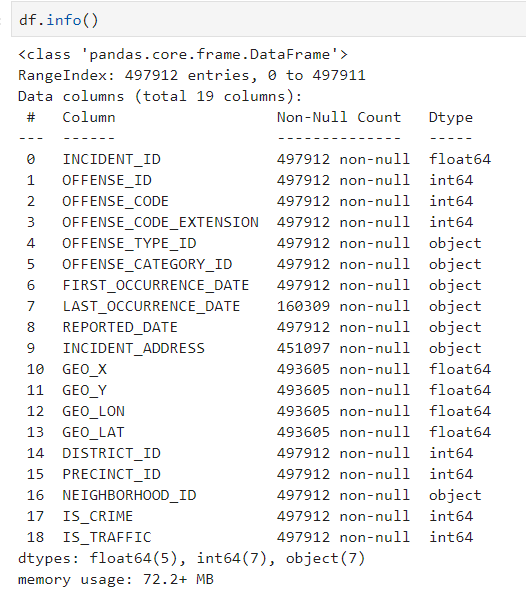 df.info()
<class 'pandas.core.frame.DataFrame'>
RangeIndex: 497912 entries, 0 to 497911
Data columns (total 19 columns):
 #   Column                  Non-Null Count   Dtype
---  ------                  --------------   -----
 0   INCIDENT_ID             497912 non-null  float64
 1   OFFENSE_ID              497912 non-null  int64
 2   OFFENSE_CODE            497912 non-null  int64
 3   OFFENSE_CODE_EXTENSION  497912 non-null  int64
 4   OFFENSE_TYPE_ID         497912 non-null  object
 5   OFFENSE_CATEGORY_ID     497912 non-null  object
 6   FIRST_OCCURRENCE_DATE   497912 non-null  object
 7   LAST_OCCURRENCE_DATE    160309 non-null  object
 8   REPORTED_DATE           497912 non-null  object
 9   INCIDENT_ADDRESS        451097 non-null  object
 10  GEO_X                   493605 non-null  float64
 11  GEO_Y                   493605 non-null  float64
 12  GEO_LON                 493605 non-null  float64
 13  GEO_LAT                 493605 non-null  float64
 14  DISTRICT_ID             497912 non-null  int64
 15  PRECINCT_ID             497912 non-null  int64
 16  NEIGHBORHOOD_ID         497912 non-null  object
 17  IS_CRIME                497912 non-null  int64
 18  IS_TRAFFIC              497912 non-null  int64
dtypes: float64(5), int64(7), object(7)
memory usage: 72.2+ MB